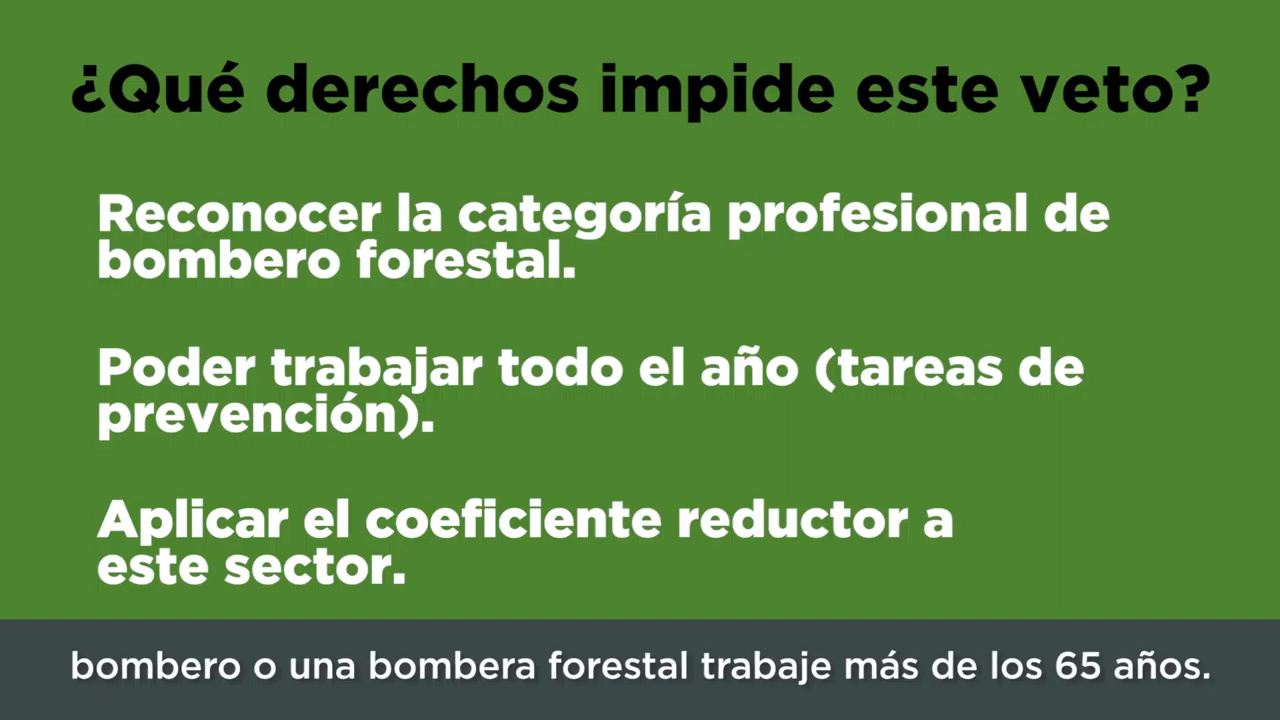 ¿Qué derechos impide este veto?
Reconocer la categoría profesional de
bombero forestal.
Poder trabajar todo el año (tareas de
prevención).
Aplicar el coeficiente reductor a
este sector.
bombero o una bombera forestal trabaje más de los 65 años.